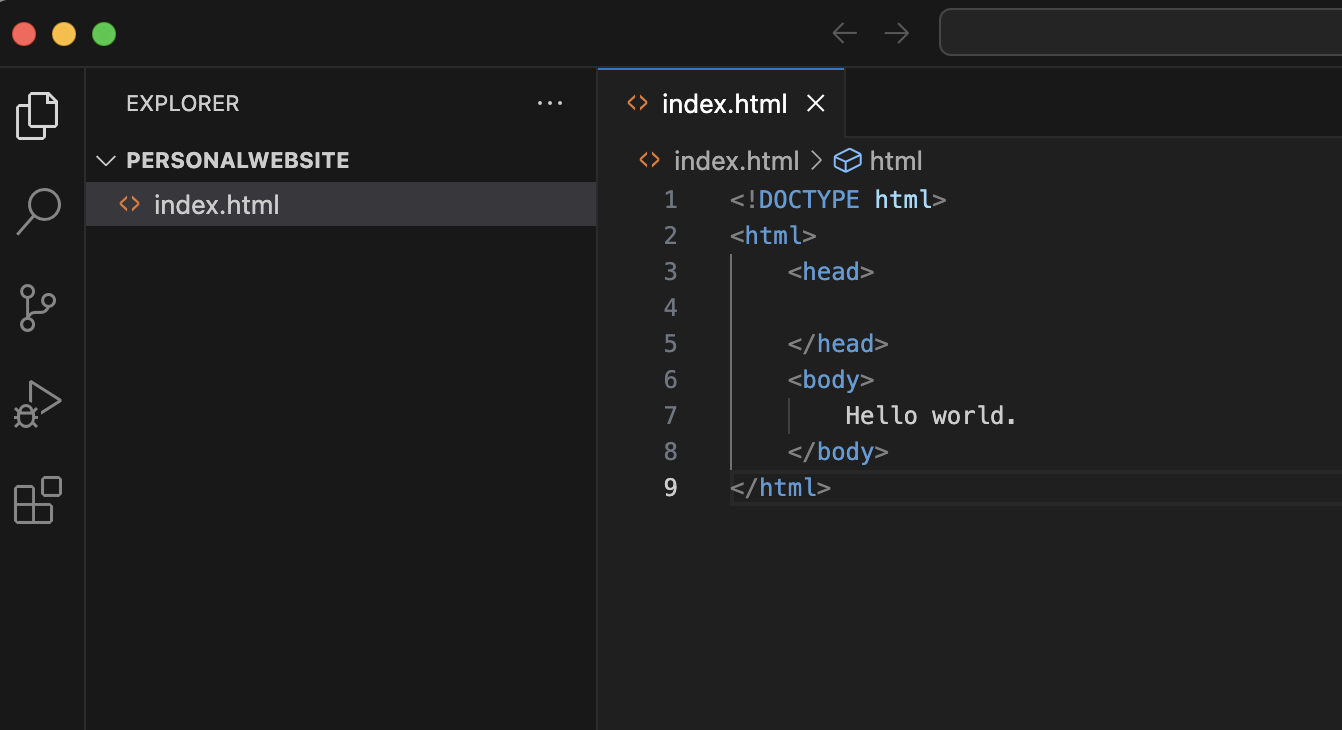 EXPLORER
PERSONALWEBSITE
index.html
index.html
index.html > html
1 <!DOCTYPE html>
2 <html>
3 <head>
4
5 </head>
6 <body>
7 Hello world.
8 </body>
9 </html>